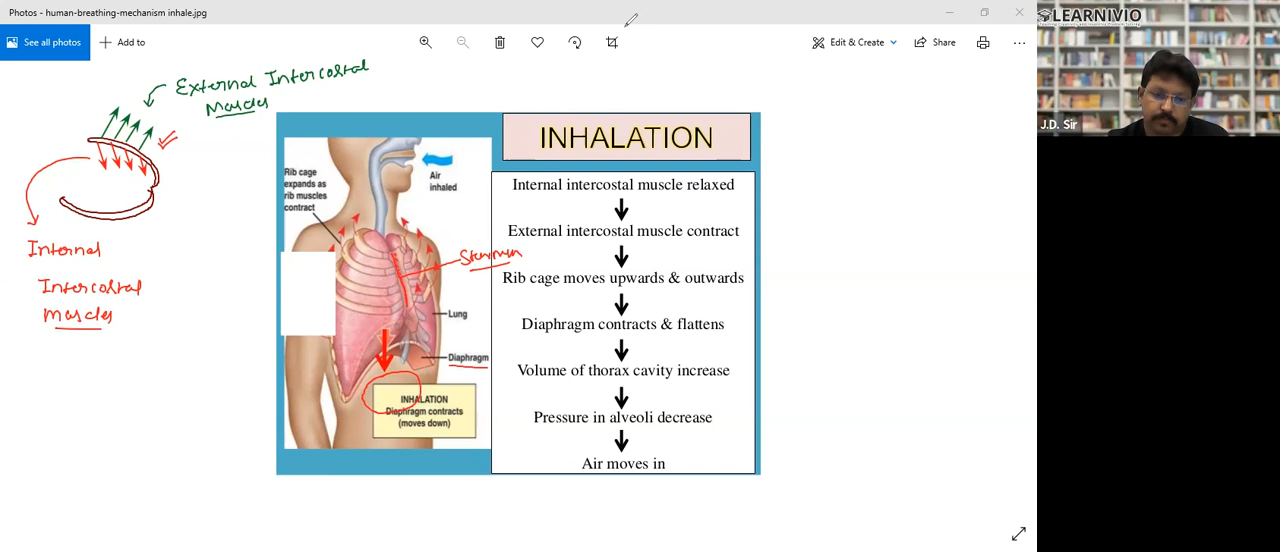 Photos - human-breathing-mechanism inhale.jpg
See all photos
Add to
Edit & Create
Share
LEARNIVIO
J.D. Sir
External Intercostal
Muscles
Internal
Intercostal
Muscles
Rib cage
expands as
rib muscles
contract
Air
inhaled
Lung
Diaphragm
INHALATION
Diaphragm contracts
(moves down)
INHALATION
Internal intercostal muscle relaxed
External intercostal muscle contract
Rib cage moves upwards & outwards
Diaphragm contracts & flattens
Volume of thorax cavity increase
Pressure in alveoli decrease
Air moves in